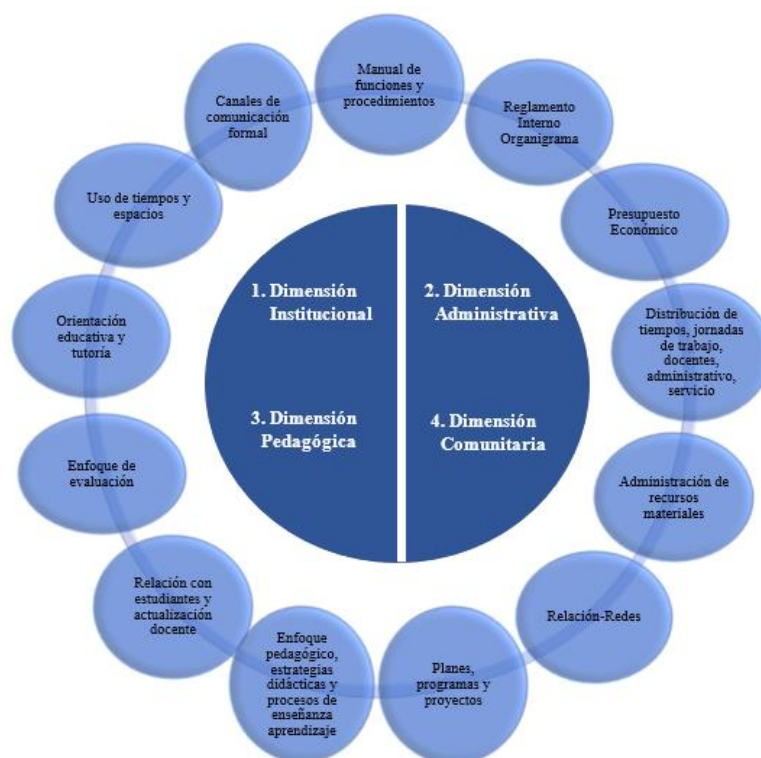 Manual de
funciones y
procedimientos
Reglamento
Interno
Organigrama
Presupuesto
Económico
Distribución de
tiempos, jornadas
de trabajo,
docentes,
administrativo,
servicio
Administración de
recursos
materiales
Relación-Redes
Planes,
programas y
proyectos
Enfoque
pedagógico,
estrategias
didácticas y
procesos de
enseñanza
aprendizaje
Relación con
estudiantes y
actualización
docente
Enfoque de
evaluación
Orientación
educativa y
tutoría
Uso de tiempos y
espacios
Canales de
comunicación
formal
1. Dimensión
Institucional
2. Dimensión
Administrativa
3. Dimensión
Pedagógica
4. Dimensión
Comunitaria